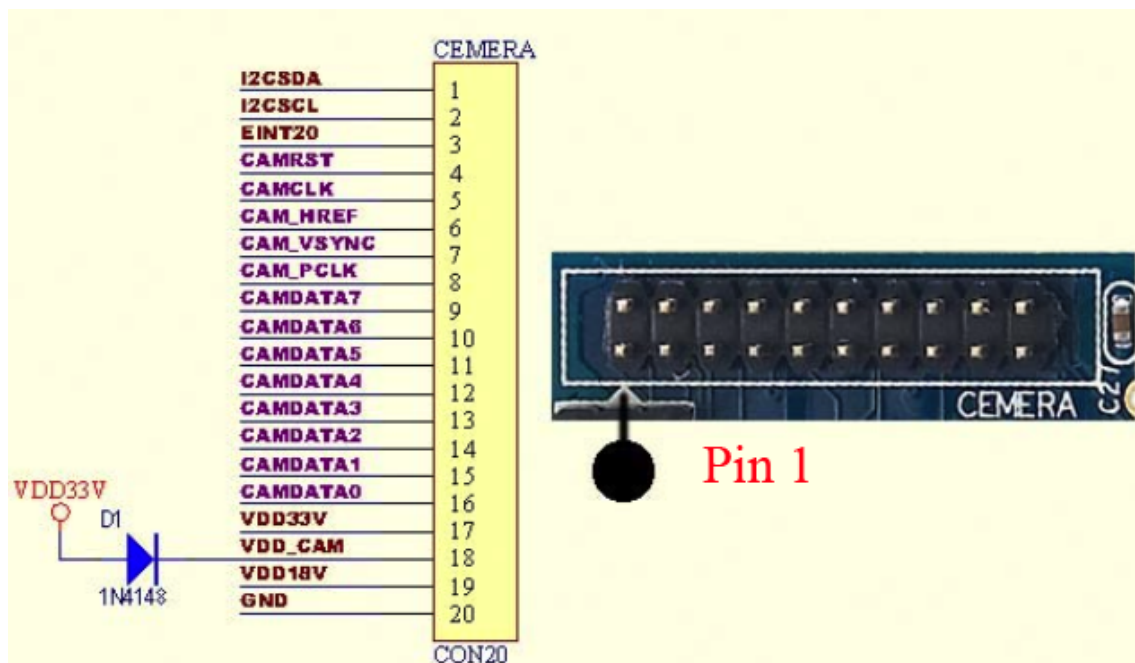 CEMERA
I2CSDA 1
I2CSCL 2
EINT20 3
CAMRST 4
CAMCLK 5
CAM_HREF 6
CAM_VSYNC 7
CAM_PCLK 8
CAMDATA7 9
CAMDATA6 10
CAMDATA5 11
CAMDATA4 12
CAMDATA3 13
CAMDATA2 14
CAMDATA1 15
CAMDATA0 16
VDD33V 17
VDD_CAM 18
VDD18V 19
GND 20
CON20
VDD33V
D1
1N4148
CEMERA
C27
Pin 1